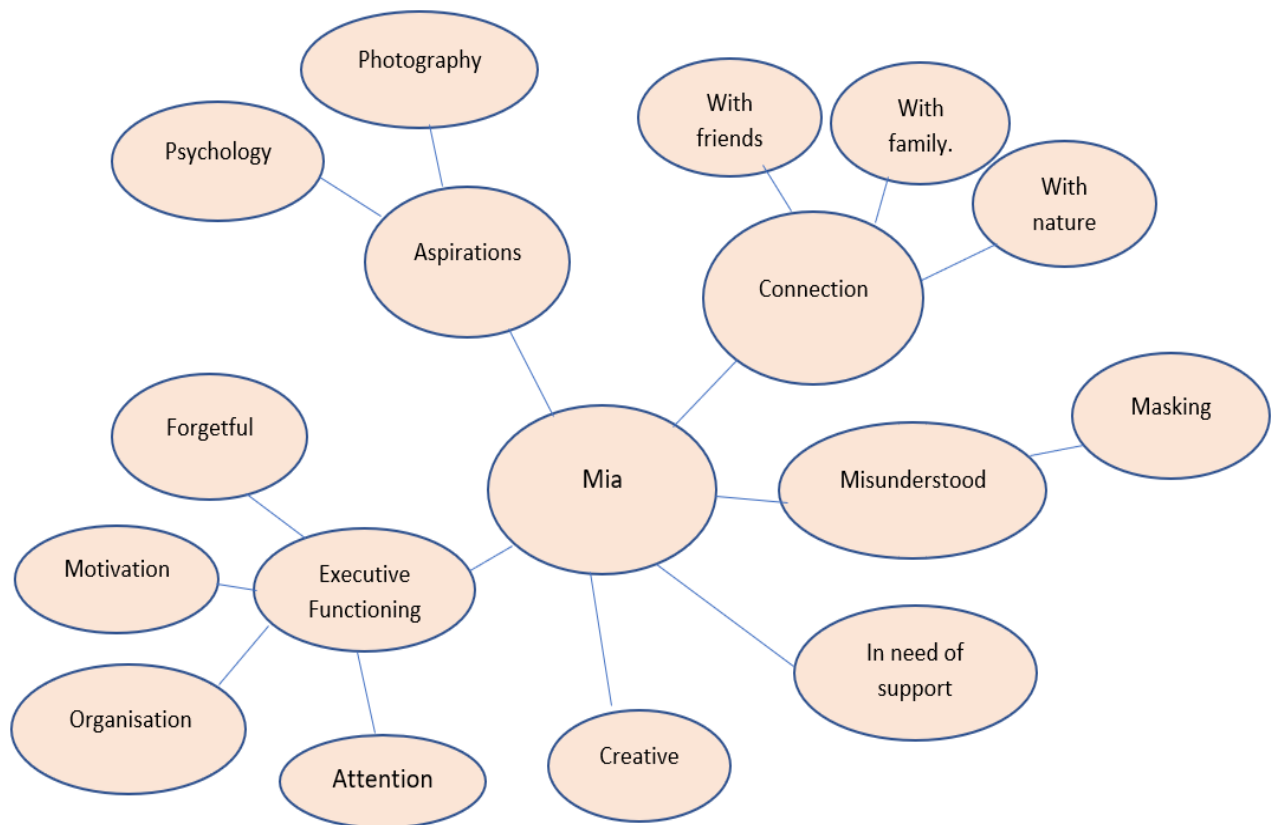 Photography
Psychology
Aspirations
With
friends
With
family.
With
nature
Connection
Mia
Misunderstood
Masking
Forgetful
Motivation
Executive
Functioning
Organisation
Attention
Creative
In need of
support